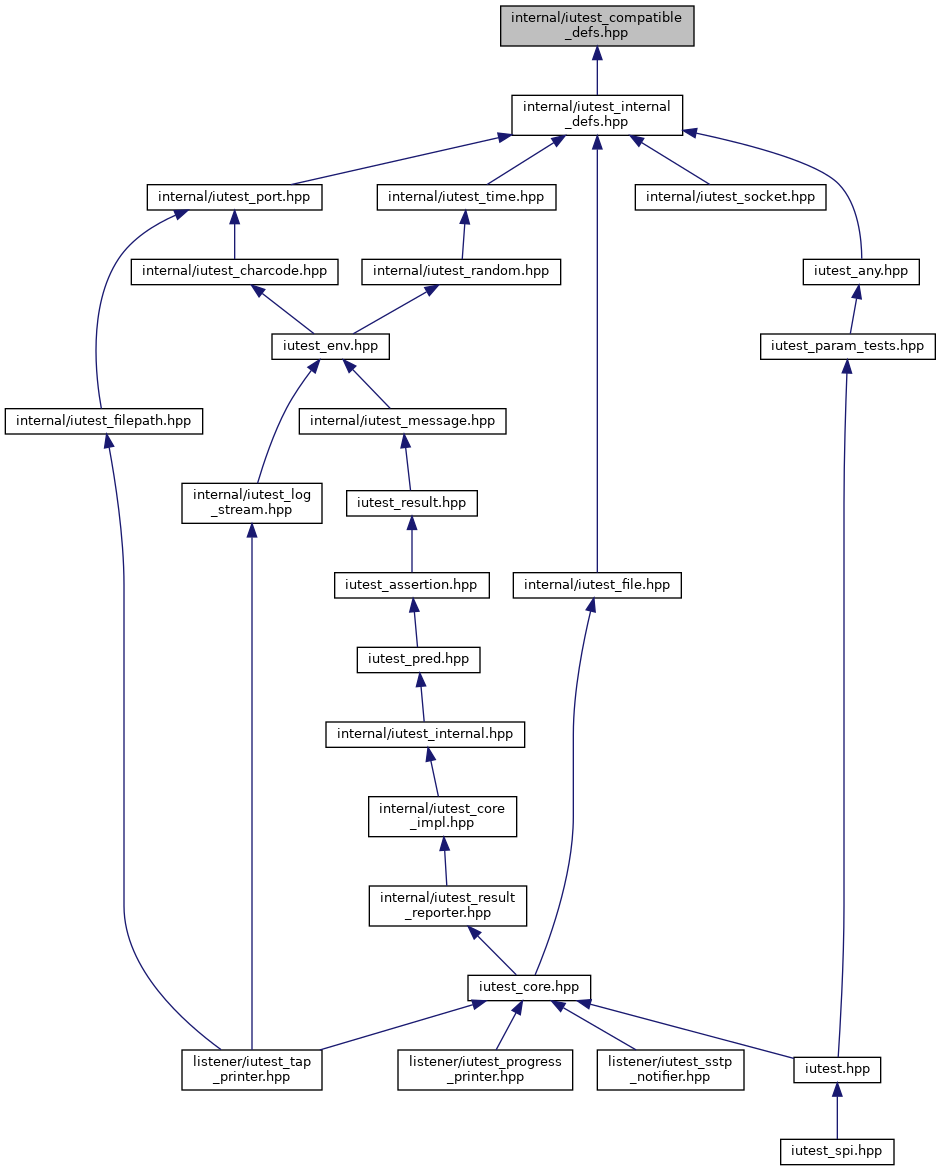 internal/iutest_compatible
_defs.hpp
internal/iutest_internal
_defs.hpp
internal/iutest_port.hpp
internal/iutest_time.hpp
internal/iutest_socket.hpp
internal/iutest_charcode.hpp
internal/iutest_random.hpp
iutest_any.hpp
iutest_env.hpp
iutest_param_tests.hpp
internal/iutest_filepath.hpp
internal/iutest_message.hpp
internal/iutest_log
_stream.hpp
iutest_result.hpp
iutest_assertion.hpp
internal/iutest_file.hpp
iutest_pred.hpp
internal/iutest_internal.hpp
internal/iutest_core
_impl.hpp
internal/iutest_result
_reporter.hpp
iutest_core.hpp
listener/iutest_tap
_printer.hpp
listener/iutest_progress
_printer.hpp
listener/iutest_sstp
_notifier.hpp
iutest.hpp
iutest_spi.hpp